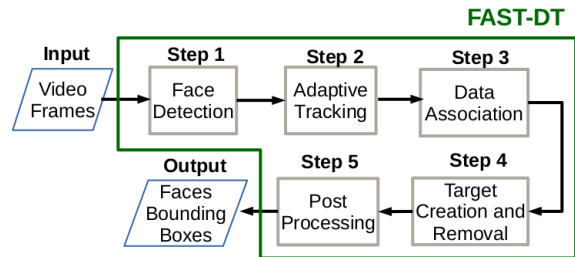 FAST-DT
Input
Step 1
Step 2
Step 3
Video
Frames
Face
Detection
Adaptive
Tracking
Data
Association
Output
Step 5
Step 4
Faces
Bounding
Boxes
Post
Processing
Target
Creation and
Removal